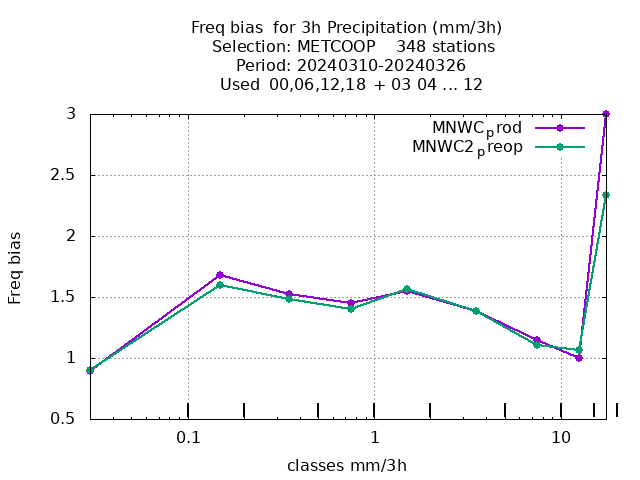 Freq bias  for 3h Precipitation (mm/3h)
Selection: METCOOP    348 stations
Period: 20240310-20240326
Used  00,06,12,18  + 03 04 ... 12
3
MNWCprod
MNWC2preop
2.5
2
Freq bias
1.5
1
0.5
0.1 1 10
classes mm/3h